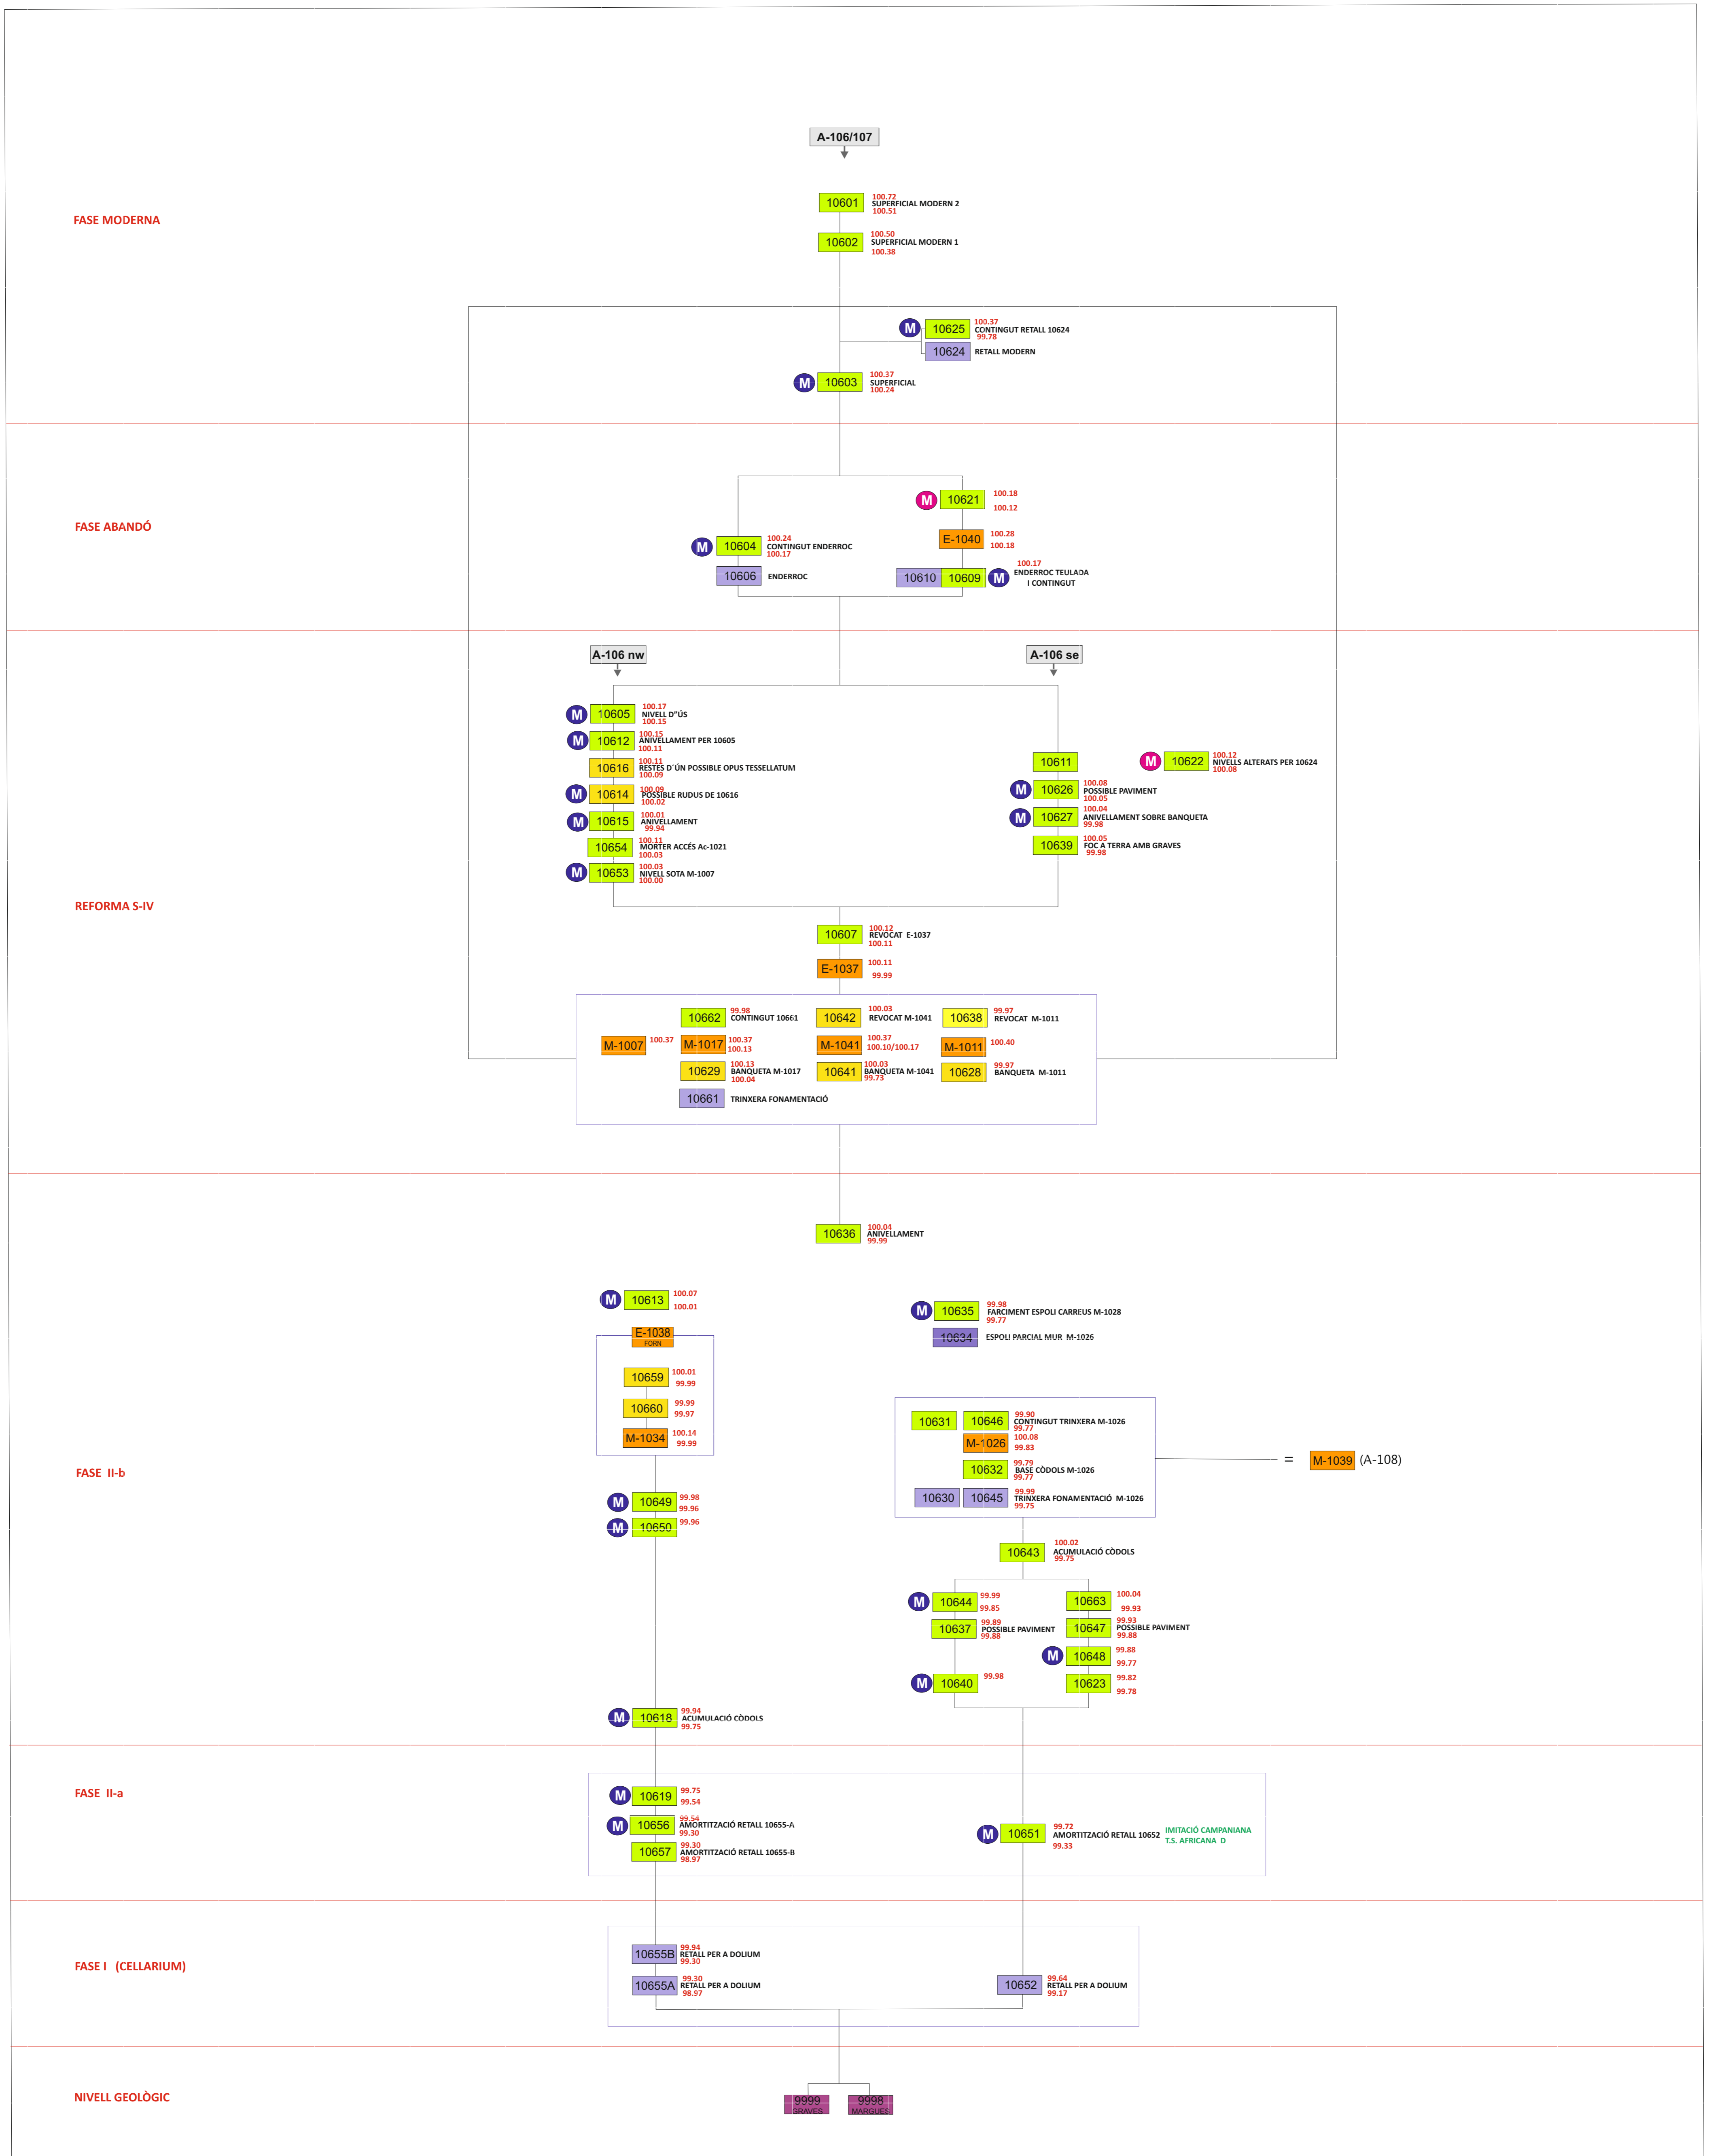 A-106/107
FASE MODERNA
10601
100.72
SUPERFICIAL MODERN 2
100.51
10602
100.50
SUPERFICIAL MODERN 1
100.38
M
10625
100.37
CONTINGUT RETALL 10624
99.78
10624
RETALL MODERN
M
10603
100.37
SUPERFICIAL
100.24
FASE ABANDÓ
M
10621
100.18
100.12
M
10604
100.24
CONTINGUT ENDERROC
100.17
E-1040
100.28
100.18
10606
ENDERROC
10610
10609
M
100.17
ENDERROC TEULADA
I CONTINGUT
REFORMA S-IV
A-106 nw
A-106 se
M
10605
100.17
NIVELL D"ÚS
100.15
M
10612
100.15
ANIVELLAMENT PER 10605
100.11
10616
100.11
RESTES D´ÚN POSSIBLE OPUS TESSELLATUM
100.09
M
10614
100.09
POSSIBLE RUDUS DE 10616
100.02
M
10615
100.01
ANIVELLAMENT
99.94
10654
100.11
MORTER ACCÉS Ac-1021
100.03
M
10653
100.03
NIVELL SOTA M-1007
100.00
10611
M
10622
100.12
NIVELLS ALTERATS PER 10624
100.08
M
10626
100.08
POSSIBLE PAVIMENT
100.05
M
10627
100.04
ANIVELLAMENT SOBRE BANQUETA
99.98
10639
100.05
FOC A TERRA AMB GRAVES
99.98
10607
100.12
REVOCAT E-1037
100.11
E-1037
100.11
99.99
10662
99.98
CONTINGUT 10661
10642
100.03
REVOCAT M-1041
10638
99.97
REVOCAT M-1011
M-1007
100.37
M-1017
100.37
100.13
M-1041
100.37
100.10/100.17
M-1011
100.40
10629
100.13
BANQUETA M-1017
100.04
10641
100.03
BANQUETA M-1041
99.73
10628
99.97
BANQUETA M-1011
10661
TRINXERA FONAMENTACIÓ
FASE II-b
10636
100.04
ANIVELLAMENT
99.99
M
10613
100.07
100.01
E-1038
FORN
10659
100.01
99.99
10660
99.99
99.97
M-1034
100.14
99.99
M
10649
99.98
99.96
M
10650
99.96
M
10618
99.94
ACUMULACIÓ CÒDOLS
99.75
M
10635
99.98
FARCIMENT ESPOLI CARREUS M-1028
99.77
10634
ESPOLI PARCIAL MUR M-1026
10631
10646
99.90
CONTINGUT TRINXERA M-1026
99.77
M-1026
100.08
99.83
10632
99.79
BASE CÒDOLS M-1026
99.77
10630
10645
99.99
TRINXERA FONAMENTACIÓ M-1026
99.75
=
M-1039
(A-108)
10643
100.02
ACUMULACIÓ CÒDOLS
99.75
M
10644
99.99
99.85
10637
99.89
POSSIBLE PAVIMENT
99.88
M
10640
99.98
10663
100.04
99.93
10647
99.93
POSSIBLE PAVIMENT
99.88
M
10648
99.88
99.77
10623
99.82
99.78
FASE II-a
M
10619
99.75
99.54
M
10656
99.54
AMORTITZACIÓ RETALL 10655-A
99.30
10657
99.30
AMORTITZACIÓ RETALL 10655-B
98.97
M
10651
99.72
AMORTITZACIÓ RETALL 10652
99.33
IMITACIÓ CAMPANIANA
T.S. AFRICANA D
FASE I (CELLARIUM)
10655B
99.94
RETALL PER A DOLIUM
99.30
10655A
99.30
RETALL PER A DOLIUM
98.97
10652
99.64
RETALL PER A DOLIUM
99.17
NIVELL GEOLÒGIC
9999
GRAVES
9998
MARGUES